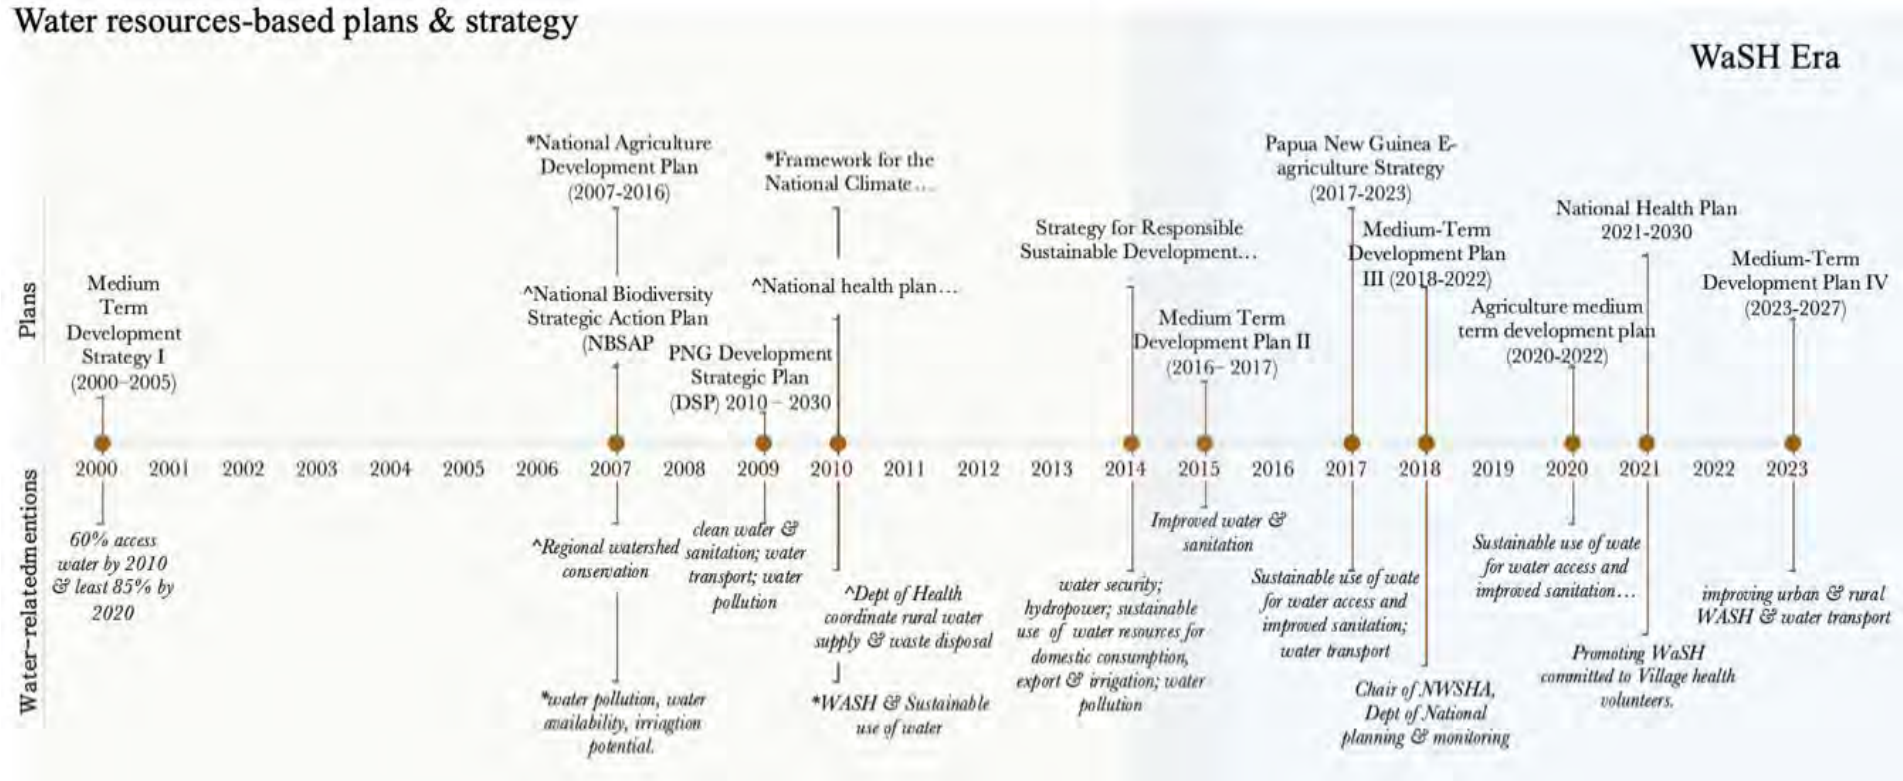 Water resources-based plans & strategy
WaSH Era
Plans
Medium
Term
Development
Strategy I
(2000–2005)
*National Agriculture
Development Plan
(2007-2016)
^National Biodiversity
Strategic Action Plan
(NBSAP
PNG Development
Strategic Plan
(DSP) 2010 – 2030
*Framework for the
National Climate…
^National health plan…
Strategy for Responsible
Sustainable Development…
Medium Term
Development Plan II
(2016– 2017)
Papua New Guinea E-
agriculture Strategy
(2017-2023)
Medium-Term
Development Plan
III (2018-2022)
Agriculture medium
term development plan
(2020-2022)
National Health Plan
2021-2030
Medium-Term
Development Plan IV
(2023-2027)
2000 2001 2002 2003 2004 2005 2006 2007 2008 2009 2010 2011 2012 2013 2014 2015 2016 2017 2018 2019 2020 2021 2022 2023
Water-relatedmentions
60% access
water by 2010
& least 85% by
2020
^Regional watershed
conservation
*water pollution, water
availability, irriagtion
potential.
clean water &
sanitation; water
transport; water
pollution
^Dept of Health
coordinate rural water
supply & waste disposal
*WASH & Sustainable
use of water
water security;
hydropower; sustainable
use of water resources for
domestic consumption,
export & irrigation; water
pollution
Improved water &
sanitation
Sustainable use of wate
for water access and
improved sanitation;
water transport
Chair of NWSHA,
Dept of National
planning & monitoring
Sustainable use of wate
for water access and
improved sanitation…
Promoting WaSH
committed to Village health
volunteers.
improving urban & rural
WASH & water transport